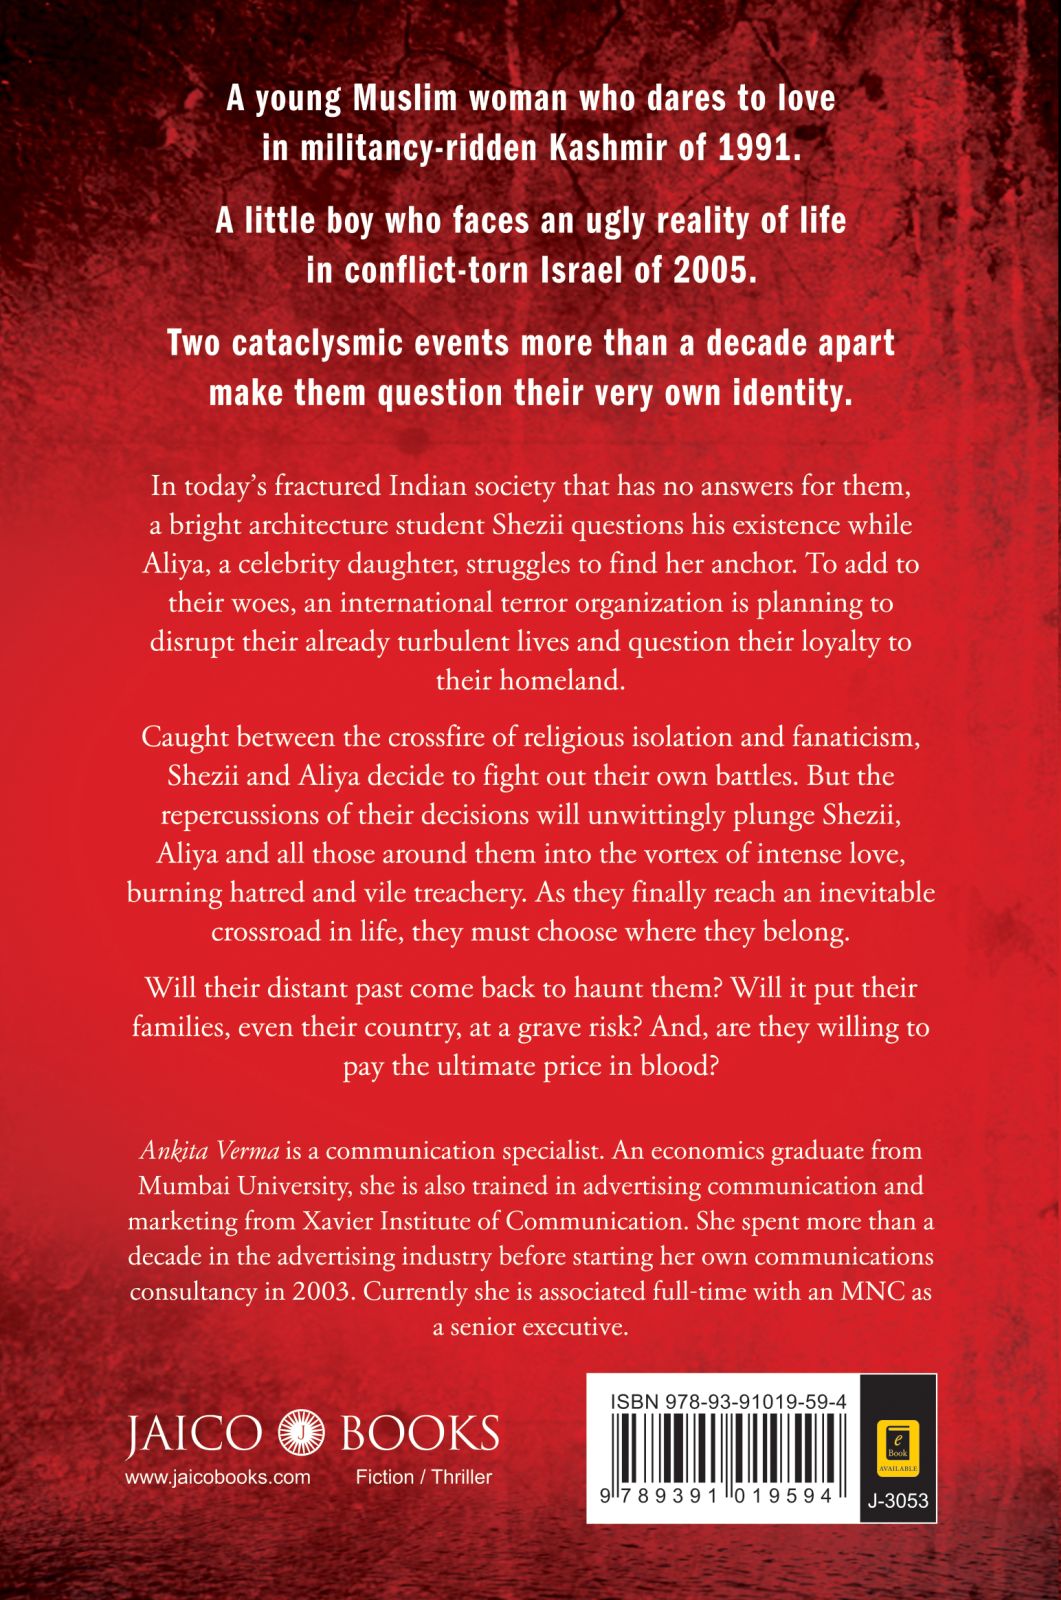 A young Muslim woman who dares to love
in militancy-ridden Kashmir of 1991.
A little boy who faces an ugly reality of life
in conflict-torn Israel of 2005.
Two cataclysmic events more than a decade apart
make them question their very own identity.
In today's fractured Indian society that has no answers for them,
a bright architecture student Shezii questions his existence while
Aliya, a celebrity daughter, struggles to find her anchor. To add to
their woes, an international terror organization is planning to
disrupt their already turbulent lives and question their loyalty to
their homeland.
Caught between the crossfire of religious isolation and fanaticism,
Shezii and Aliya decide to fight out their own battles. But the
repercussions of their decisions will unwittingly plunge Shezii,
Aliya and all those around them into the vortex of intense love,
burning hatred and vile treachery. As they finally reach an inevitable
crossroad in life, they must choose where they belong.
Will their distant past come back to haunt them? Will it put their
families, even their country, at a grave risk? And, are they willing to
pay the ultimate price in blood?
Ankita Verma is a communication specialist. An economics graduate from
Mumbai University, she is also trained in advertising communication and
marketing from Xavier Institute of Communication. She spent more than a
decade in the advertising industry before starting her own communications
consultancy in 2003. Currently she is associated full-time with an MNC as
a senior executive.
JAICO J BOOKS
www.jaicobooks.com Fiction / Thriller
ISBN 978-93-91019-59-4
9 789391 019594
e
Book
AVAILABLE
J-3053